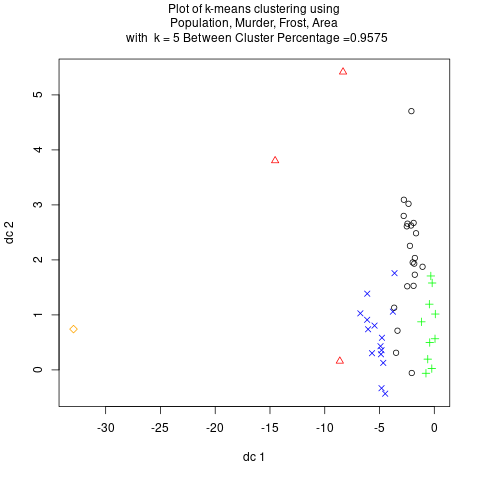 Plot of k-means clustering using
Population, Murder, Frost, Area
with  k = 5 Between Cluster Percentage =0.9575
5
4
3
2
1
0
dc 2
-30
-25
-20
-15
-10
-5
0
dc 1